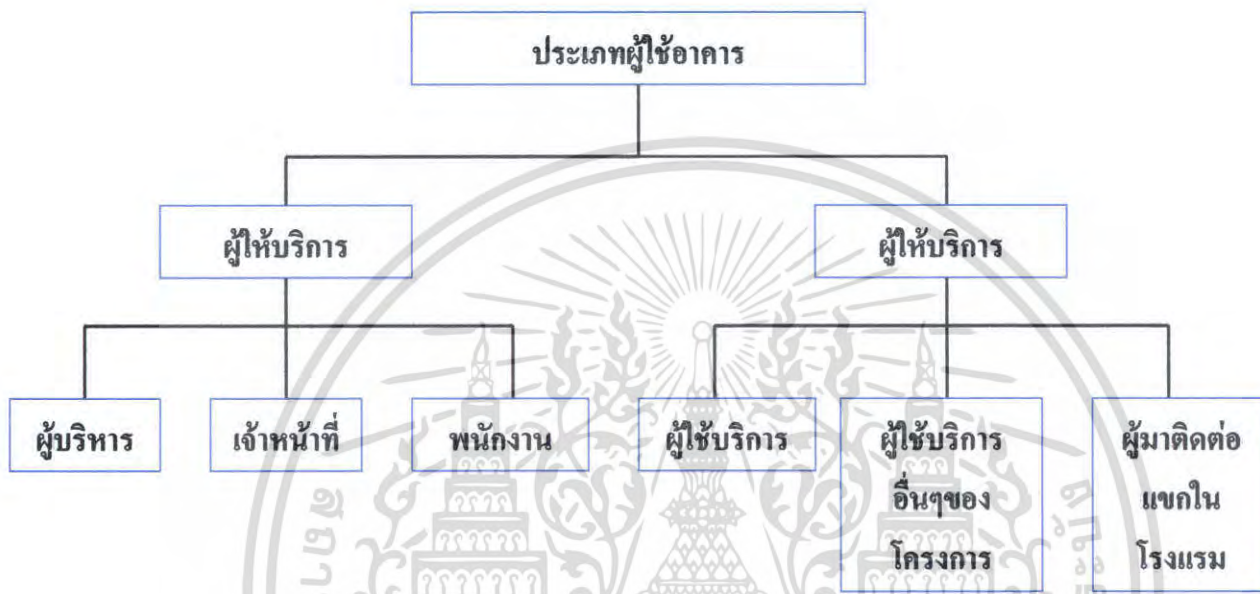 ประเภทผู้ใช้อาคาร
ผู้ให้บริการ
ผู้ให้บริการ
ผู้บริหาร
เจ้าหน้าที่
พนักงาน
ผู้ใช้บริการ
ผู้ใช้บริการ
อื่นๆของ
โครงการ
ผู้มาติดต่อ
แขกใน
โรงแรม